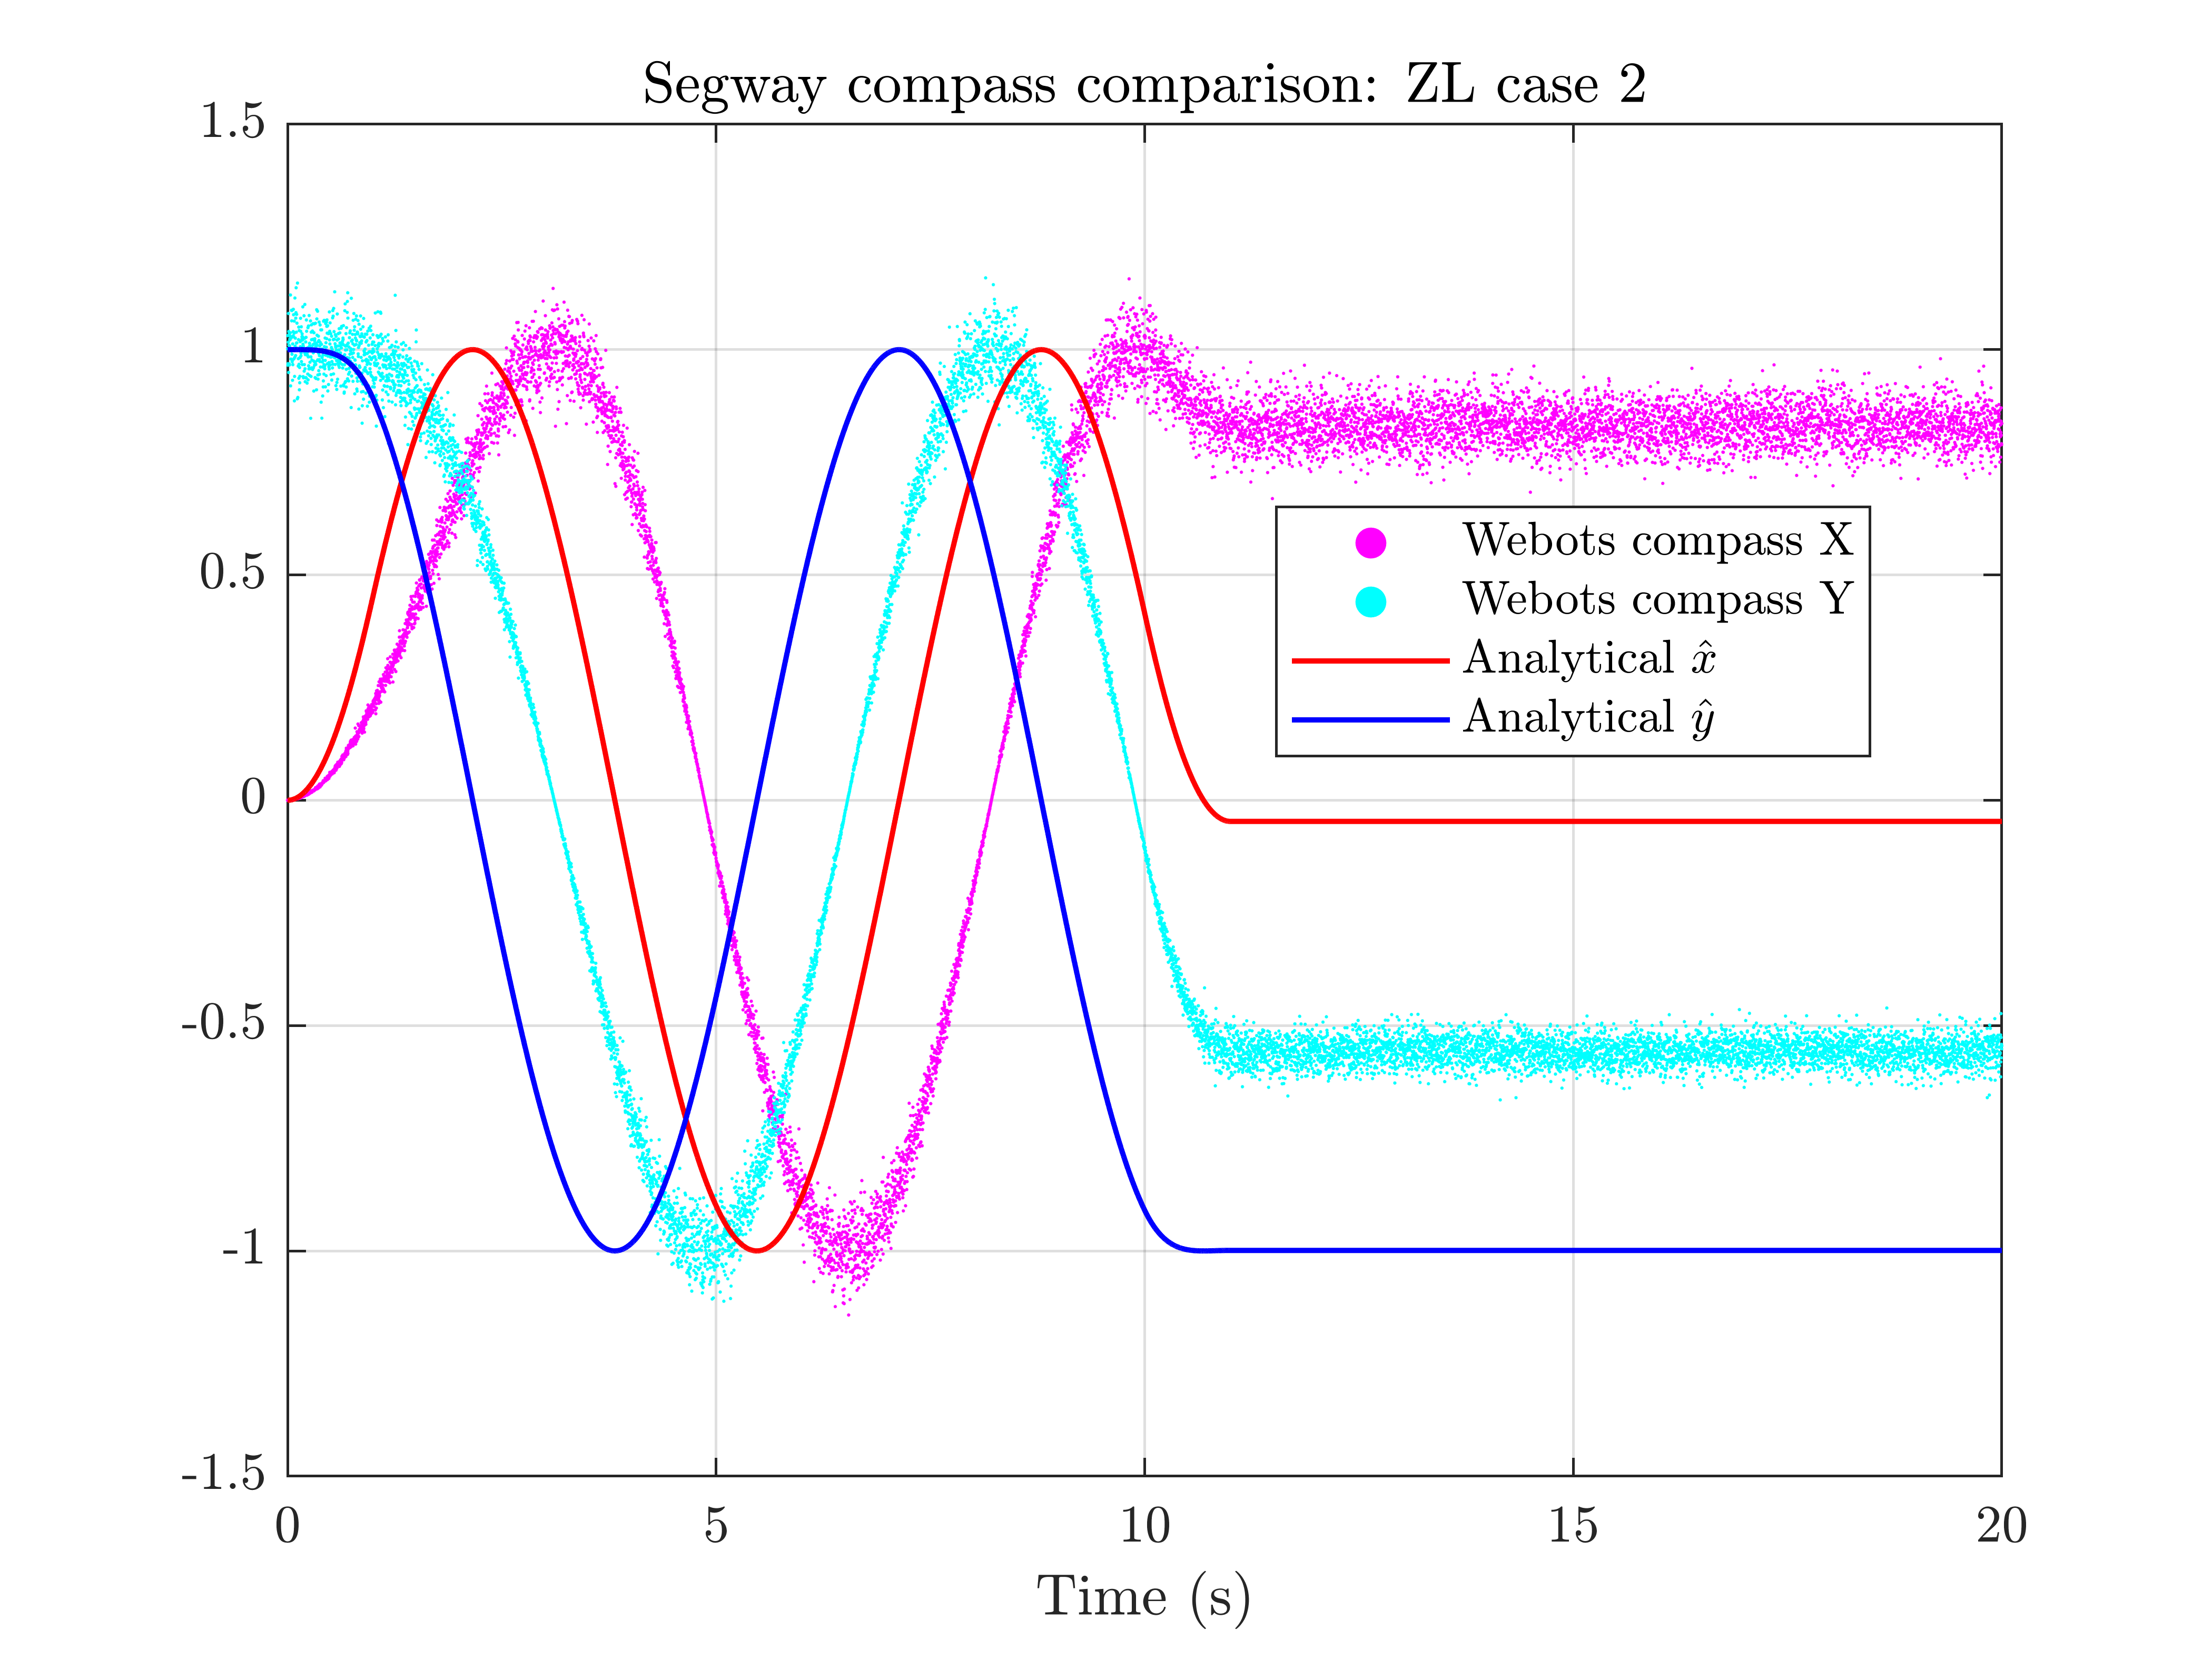 Segway compass comparison: ZL case 2
1.5
1
0.5
0
-0.5
-1
-1.5
0 5 10 15 20
Time (s)
Webots compass X
Webots compass Y
Analytical x̂
Analytical ŷ